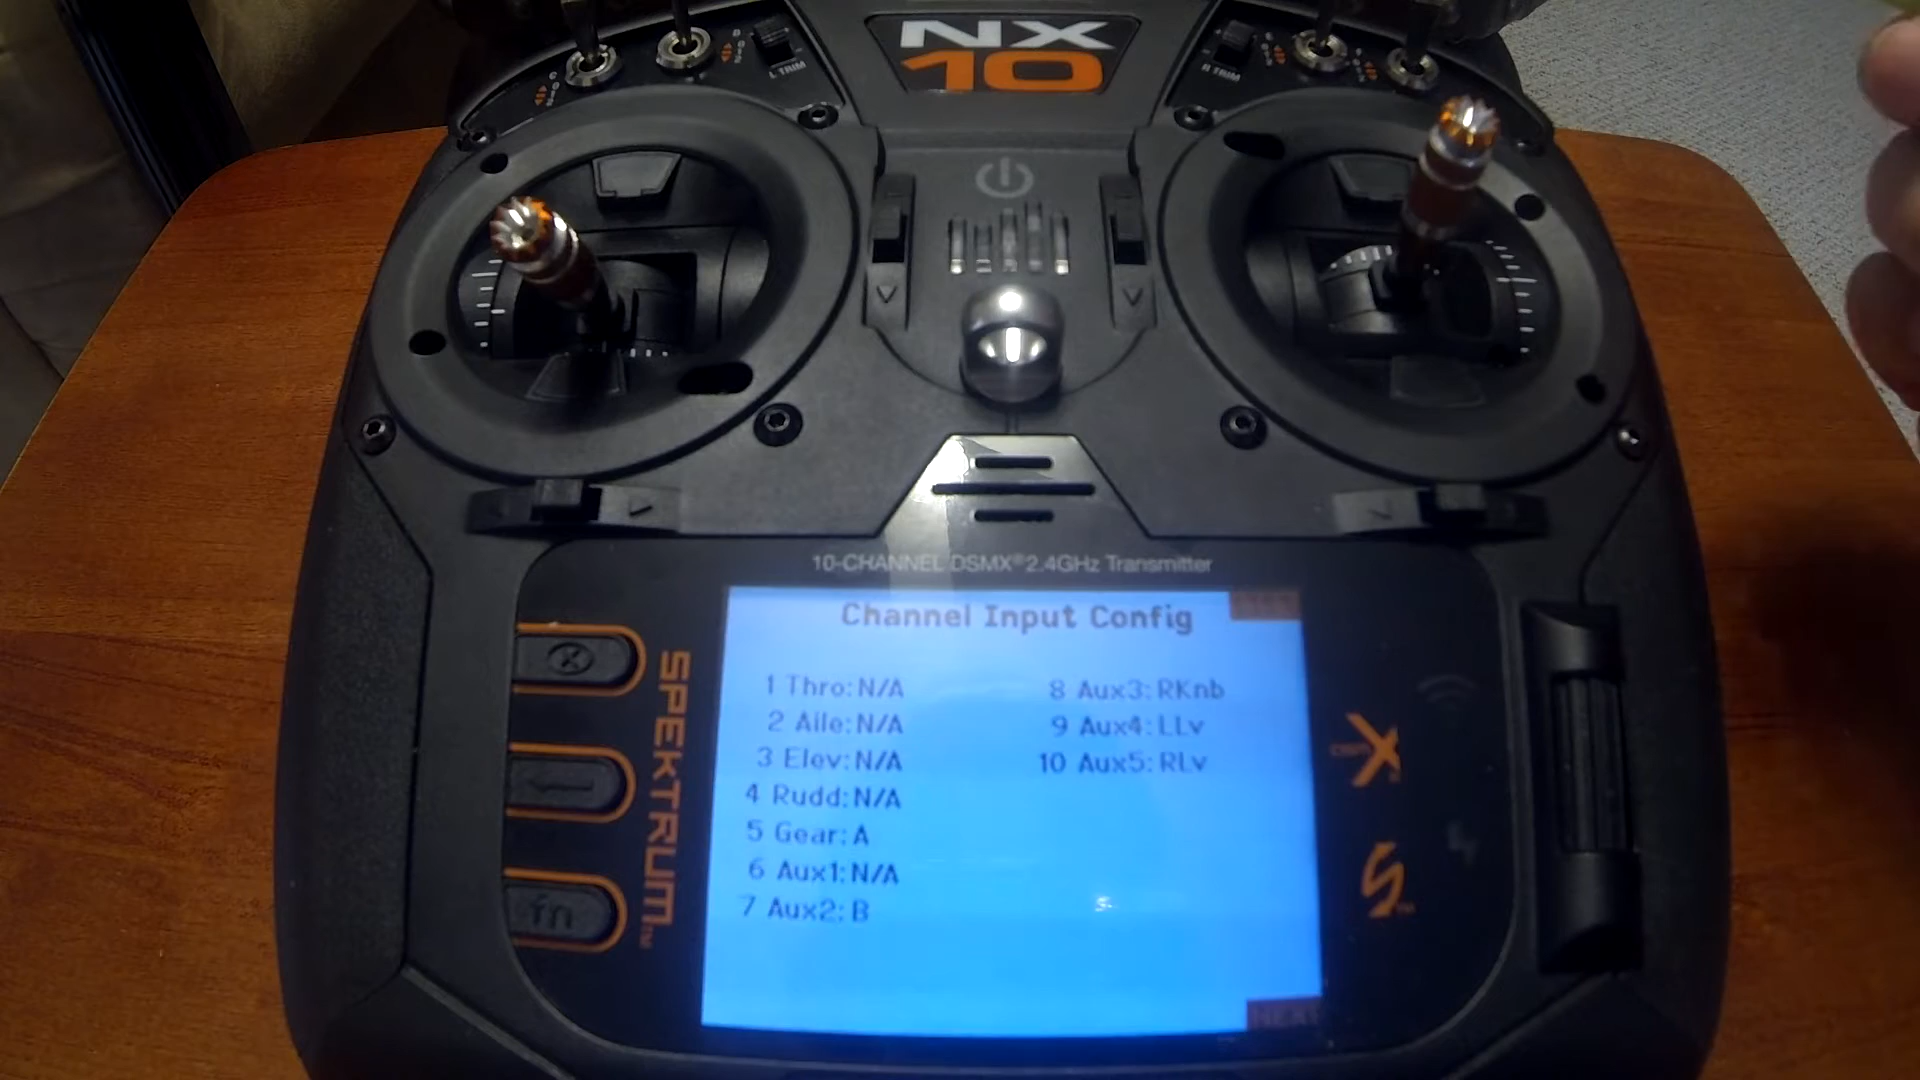 NX
10
L TRIM
R TRIM
10-CHANNEL DSMX® 2.4GHz Transmitter
Channel Input Config
1 Thro: N/A
2 Aile: N/A
3 Elev: N/A
4 Rudd: N/A
5 Gear: A
6 Aux1: N/A
7 Aux2: B
8 Aux3: RKnb
9 Aux4: LLv
10 Aux5: RLv
NEXT
SPEKTRUM
fn